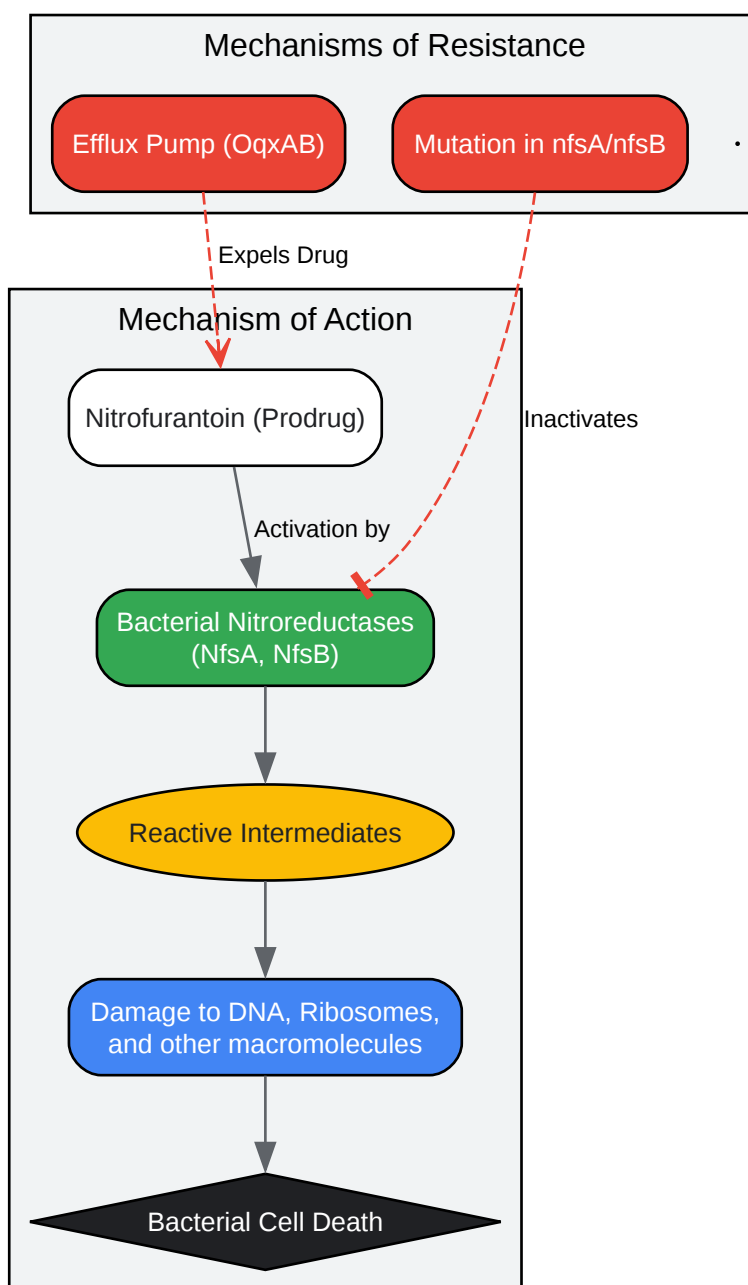 Mechanisms of Resistance
Efflux Pump (OqxAB)
Mutation in nfsA/nfsB
Expels Drug
Mechanism of Action
Nitrofurantoin (Prodrug)
Inactivates
Activation by
Bacterial Nitroreductases
(NfsA, NfsB)
Reactive Intermediates
Damage to DNA, Ribosomes,
and other macromolecules
Bacterial Cell Death